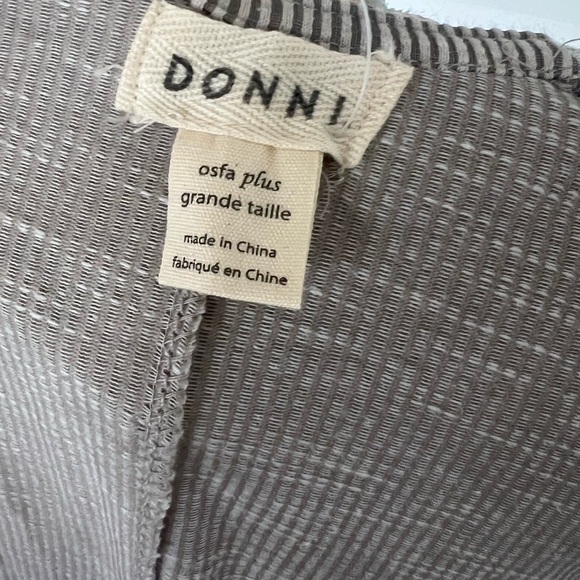 DONNI.
osfa plus
grande taille
made in China
fabriqué en Chine